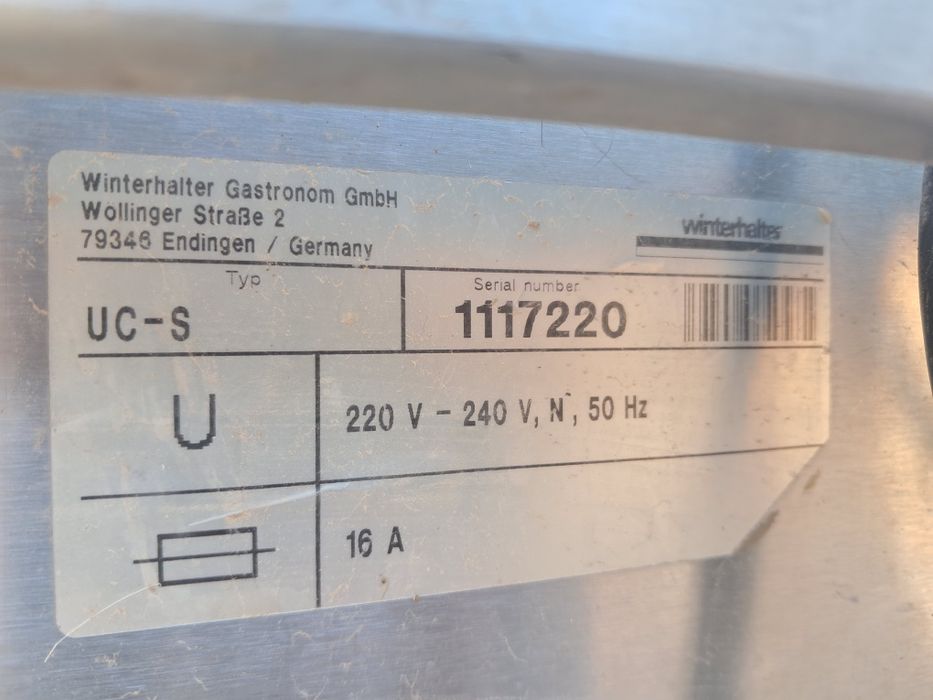 Winterhalter Gastronom GmbH
Wöllinger Straße 2
79346 Endingen / Germany
winterhalter
Typ
UC-S
Serial number
1117220
U
220 V - 240 V, N~, 50 Hz
16 A